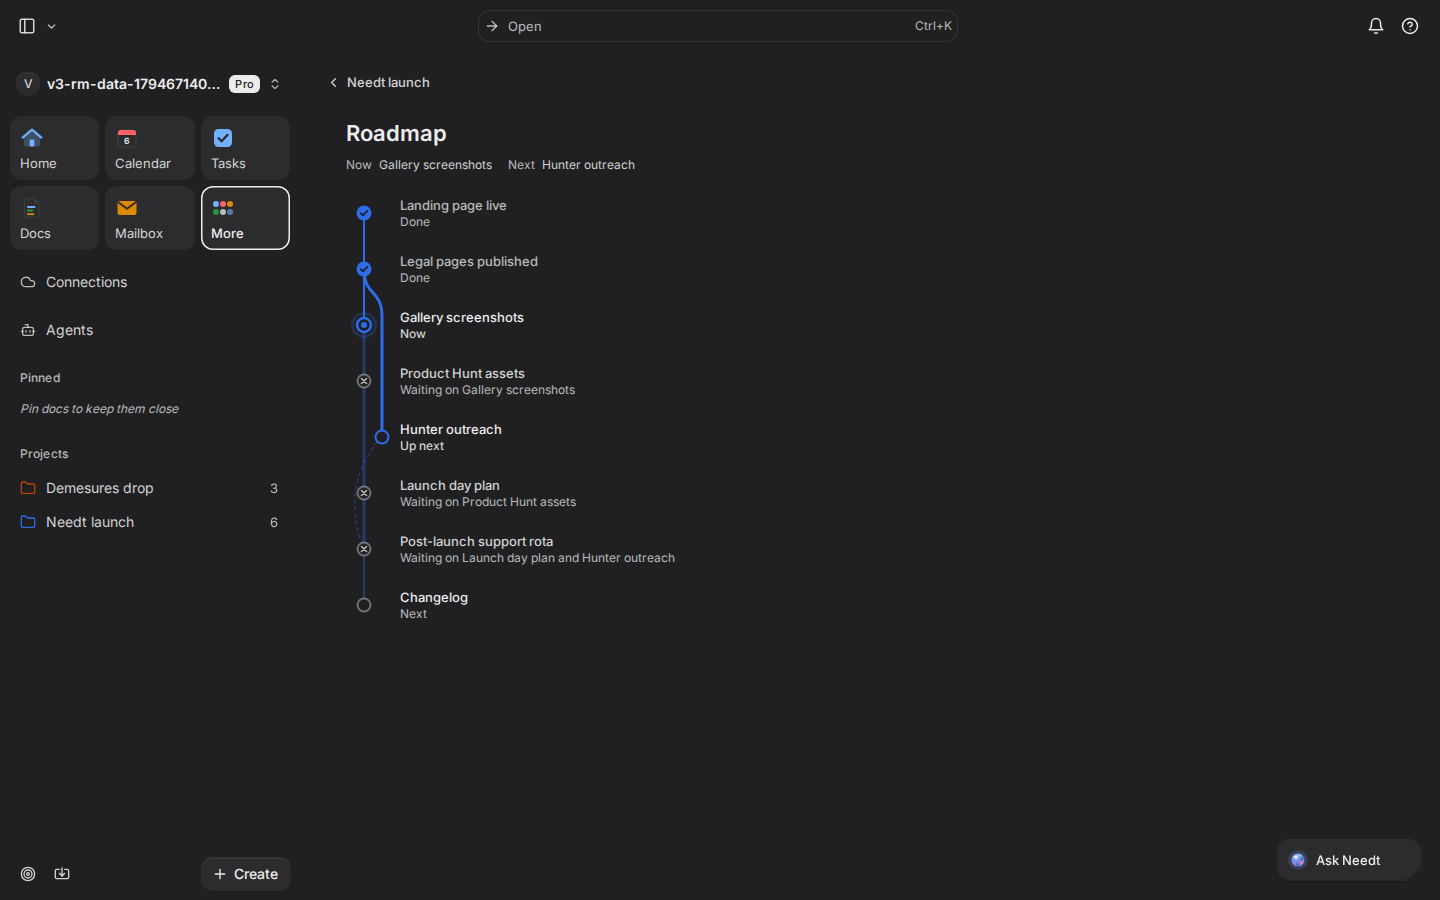 Open
Ctrl+K
V
v3-rm-data-179467140...
Pro
Needt launch
6
Home
Calendar
Tasks
Docs
Mailbox
More
Connections
Agents
Pinned
Pin docs to keep them close
Projects
Demesures drop
3
Needt launch
6
Create
Roadmap
Now Gallery screenshots Next Hunter outreach
Landing page live
Done
Legal pages published
Done
Gallery screenshots
Now
Product Hunt assets
Waiting on Gallery screenshots
Hunter outreach
Up next
Launch day plan
Waiting on Product Hunt assets
Post-launch support rota
Waiting on Launch day plan and Hunter outreach
Changelog
Next
Ask Needt